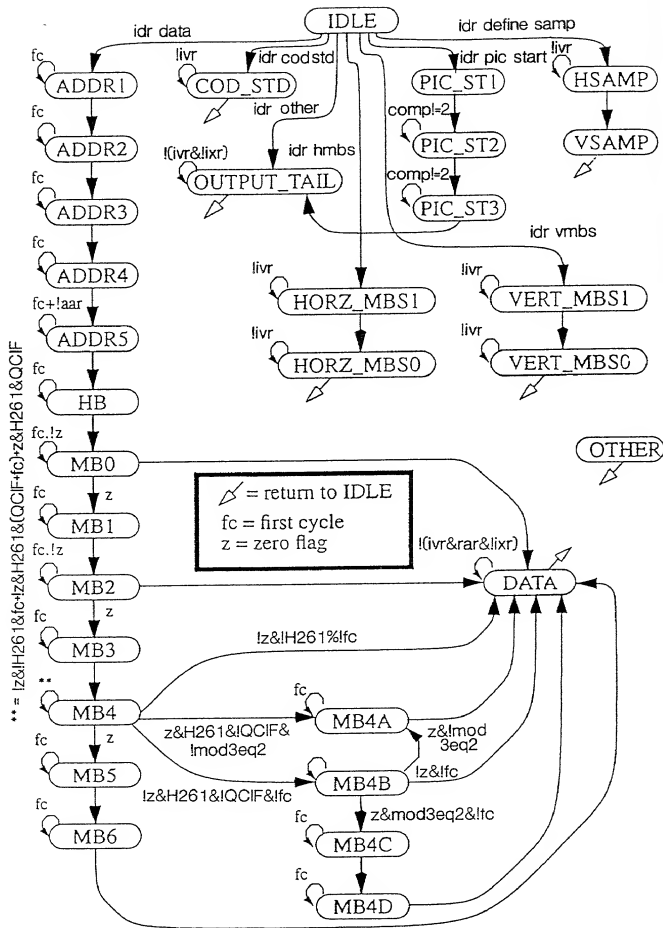 IDLE
idr data
idr codstd
idr pic start
idr define samp
fc
ADDR1
!ivr
COD_STD
PIC_ST1
!ivr
HSAMP
idr other
fc
ADDR2
comp!=2
PIC_ST2
VSAMP
!(ivr&!ixr)
OUTPUT_TAIL
idr hmbs
fc
ADDR3
comp!=2
PIC_ST3
idr vmbs
fc
ADDR4
!ivr
HORZ_MBS1
!ivr
VERT_MBS1
fc+!aar
ADDR5
!ivr
HORZ_MBS0
!ivr
VERT_MBS0
fc
HB
OTHER
fc.!z
MB0
z
= return to IDLE
fc = first cycle
z = zero flag
fc
MB1
fc.!z
MB2
z
!(ivr&rar&!ixr)
DATA
fc
MB3
!z&!H261%!fc
**
MB4
z
z&H261&!QCIF&
!mod3eq2
fc
MB4A
z&!mod
3eq2
fc
MB5
!z&H261&!QCIF&!fc
MB4B
!z&!fc
z&mod3eq2&!fc
fc
MB6
fc
MB4C
fc
MB4D
** = !z&!H261&fc+!z&H261&(QCIF+fc)+z&H261&QCIF